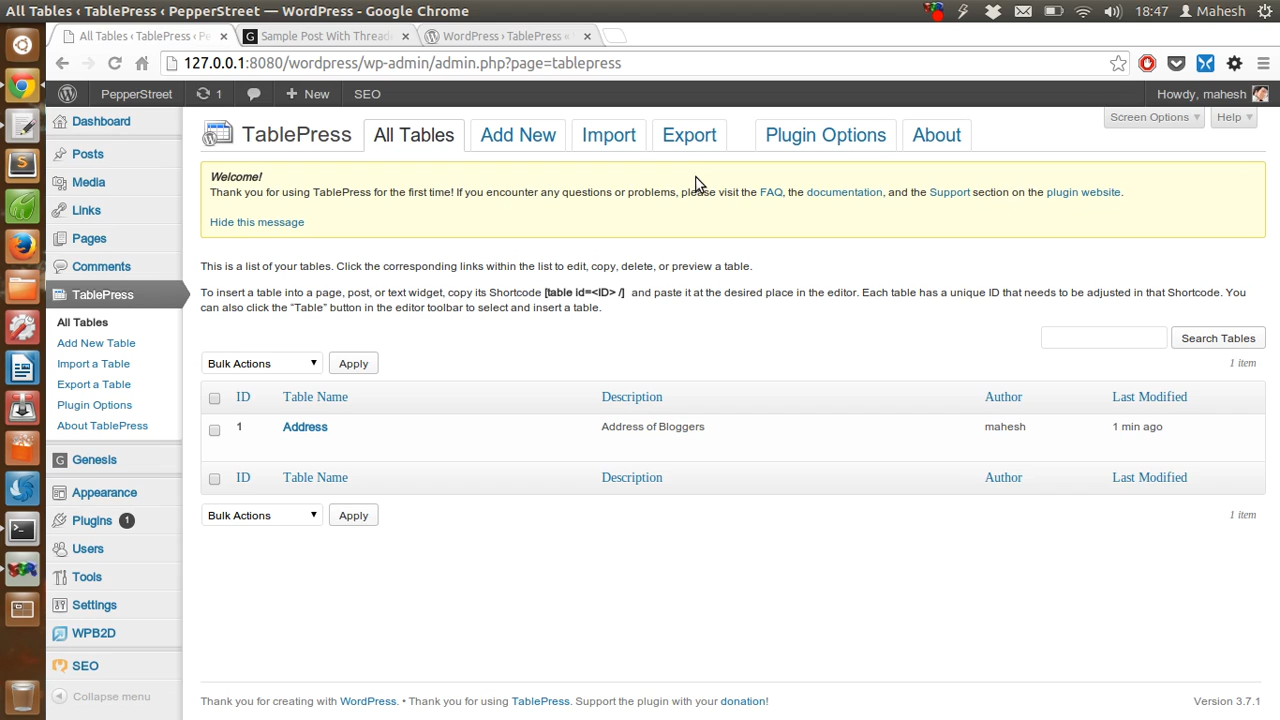 All Tables ‹ TablePress ‹ PepperStreet — WordPress - Google Chrome
18:47 Mahesh
All Tables ‹ TablePress ‹ Pe
Sample Post With Thread
WordPress › TablePress «
127.0.0.1:8080/wordpress/wp-admin/admin.php?page=tablepress
PepperStreet 1 New SEO
Howdy, mahesh
Dashboard
Posts
Media
Links
Pages
Comments
TablePress
All Tables
Add New Table
Import a Table
Export a Table
Plugin Options
About TablePress
Genesis
Appearance
Plugins 1
Users
Tools
Settings
WPB2D
SEO
Collapse menu
Screen Options Help
TablePress All Tables Add New Import Export Plugin Options About
Welcome!
Thank you for using TablePress for the first time! If you encounter any questions or problems, please visit the FAQ, the documentation, and the Support section on the plugin website.
Hide this message
This is a list of your tables. Click the corresponding links within the list to edit, copy, delete, or preview a table.
To insert a table into a page, post, or text widget, copy its Shortcode [table id=<ID> /] and paste it at the desired place in the editor. Each table has a unique ID that needs to be adjusted in that Shortcode. You
can also click the “Table” button in the editor toolbar to select and insert a table.
Search Tables
Bulk Actions Apply 1 item
ID Table Name Description Author Last Modified
1 Address Address of Bloggers mahesh 1 min ago
ID Table Name Description Author Last Modified
Bulk Actions Apply 1 item
Thank you for creating with WordPress. • Thank you for using TablePress. Support the plugin with your donation!
Version 3.7.1